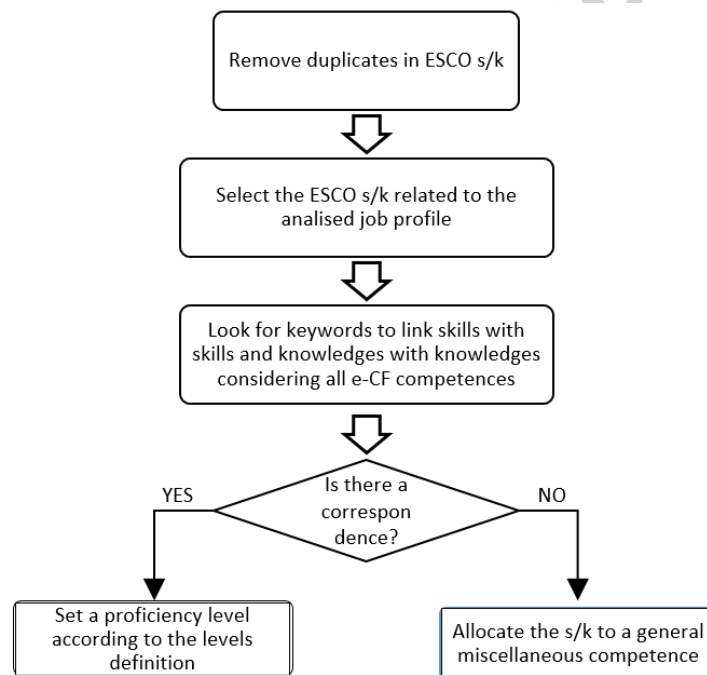 Remove duplicates in ESCO s/k
Select the ESCO s/k related to the
analised job profile
Look for keywords to link skills with
skills and knowledges with knowledges
considering all e-CF competences
Is there a
correspon
dence?
YES
NO
Set a proficiency level
according to the levels
definition
Allocate the s/k to a general
miscellaneous competence